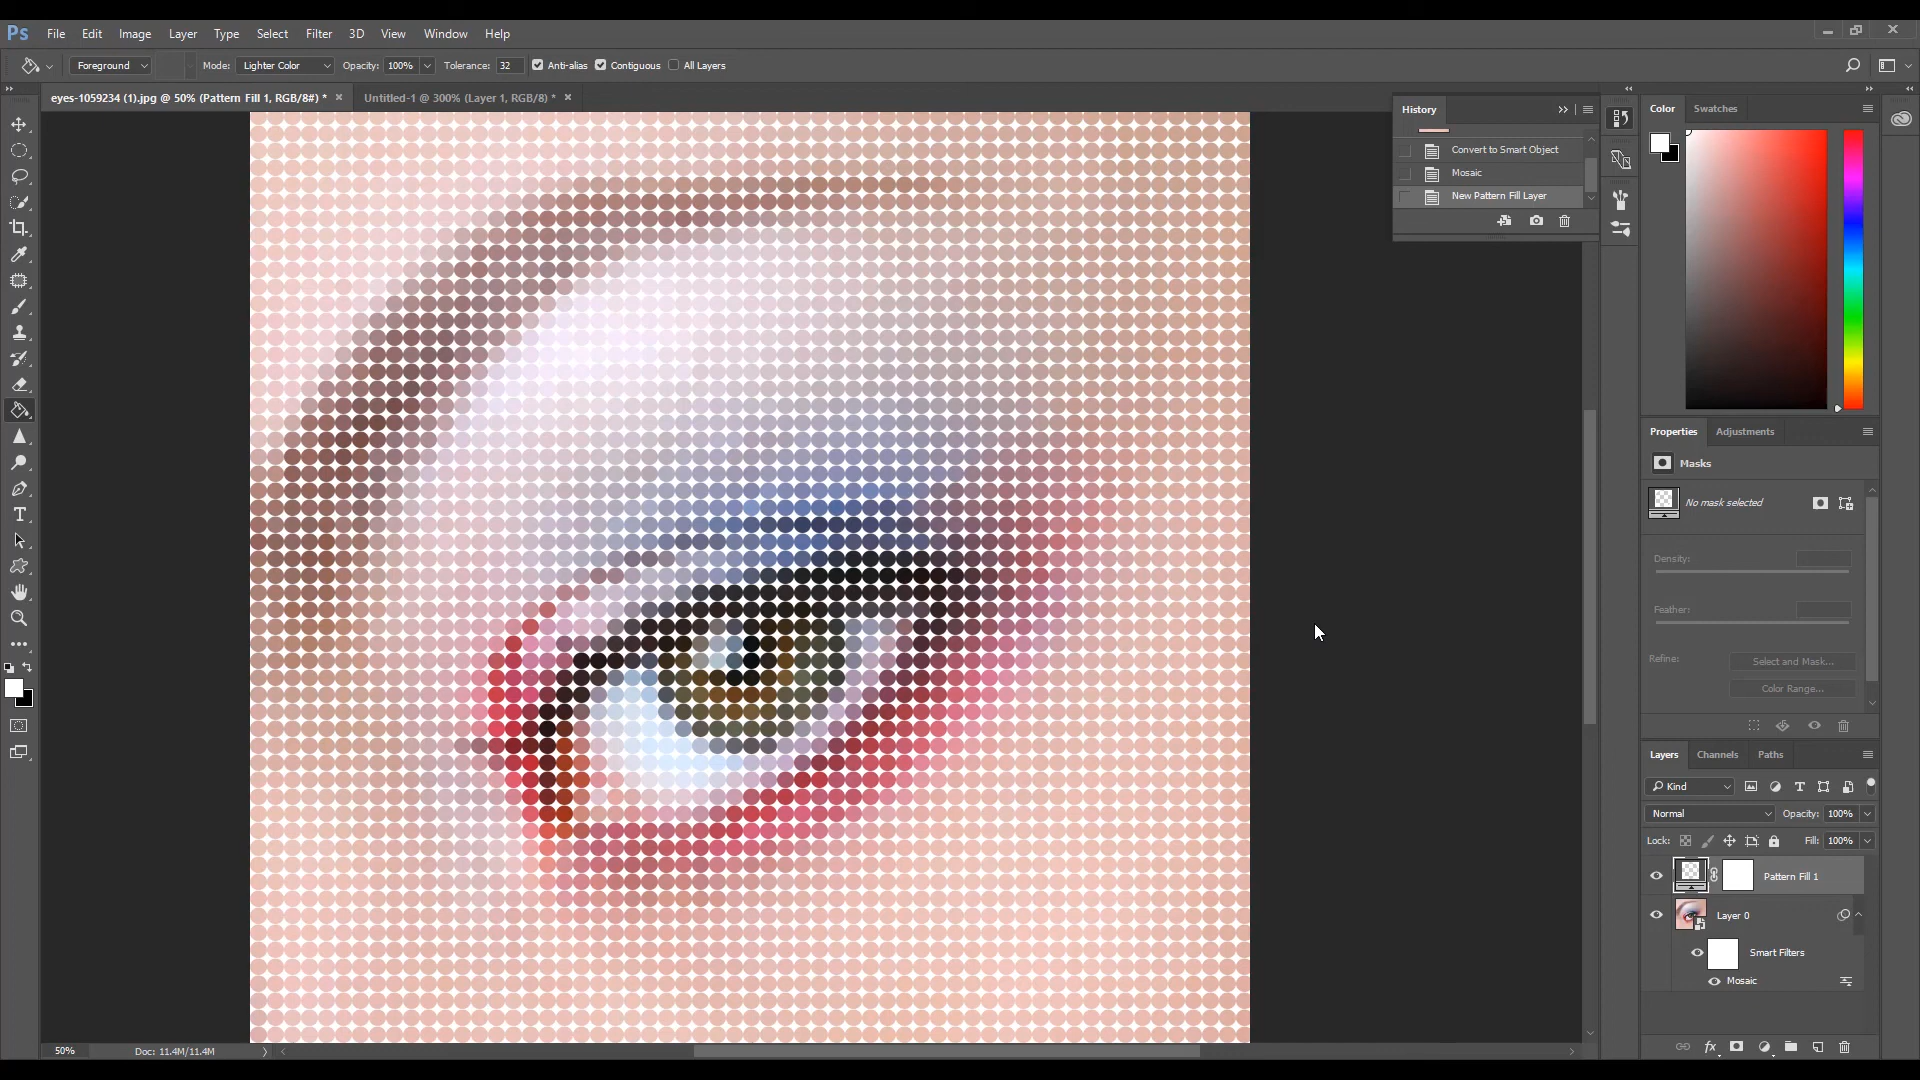 Ps File Edit Image Layer Type Select Filter 3D View Window Help
Foreground Mode: Lighter Color Opacity: 100% Tolerance: 32 Anti-alias Contiguous All Layers
eyes-1059234 (1).jpg @ 50% (Pattern Fill 1, RGB/8#) * Untitled-1 @ 300% (Layer 1, RGB/8) *
History
Convert to Smart Object
Mosaic
New Pattern Fill Layer
Color Swatches
Properties Adjustments
Masks
No mask selected
Density:
Feather:
Refine: Select and Mask...
Color Range...
Layers Channels Paths
Kind
Normal Opacity: 100%
Lock: Fill: 100%
Pattern Fill 1
Layer 0
Smart Filters
Mosaic
fx
50% Doc: 11.4M/11.4M